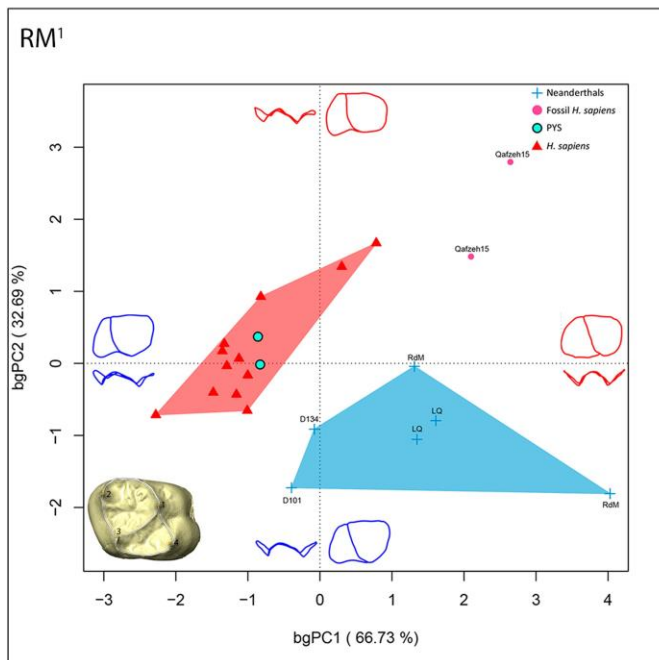 RM¹
Neanderthals
Fossil H. sapiens
PYS
H. sapiens
Qafzeh15
Qafzeh15
RdM
LQ
LQ
D134
D101
RdM
3
2
1
0
−1
−2
bgPC2 ( 32.69 %)
2
3
4
−3 −2 −1 0 1 2 3 4
bgPC1 ( 66.73 %)